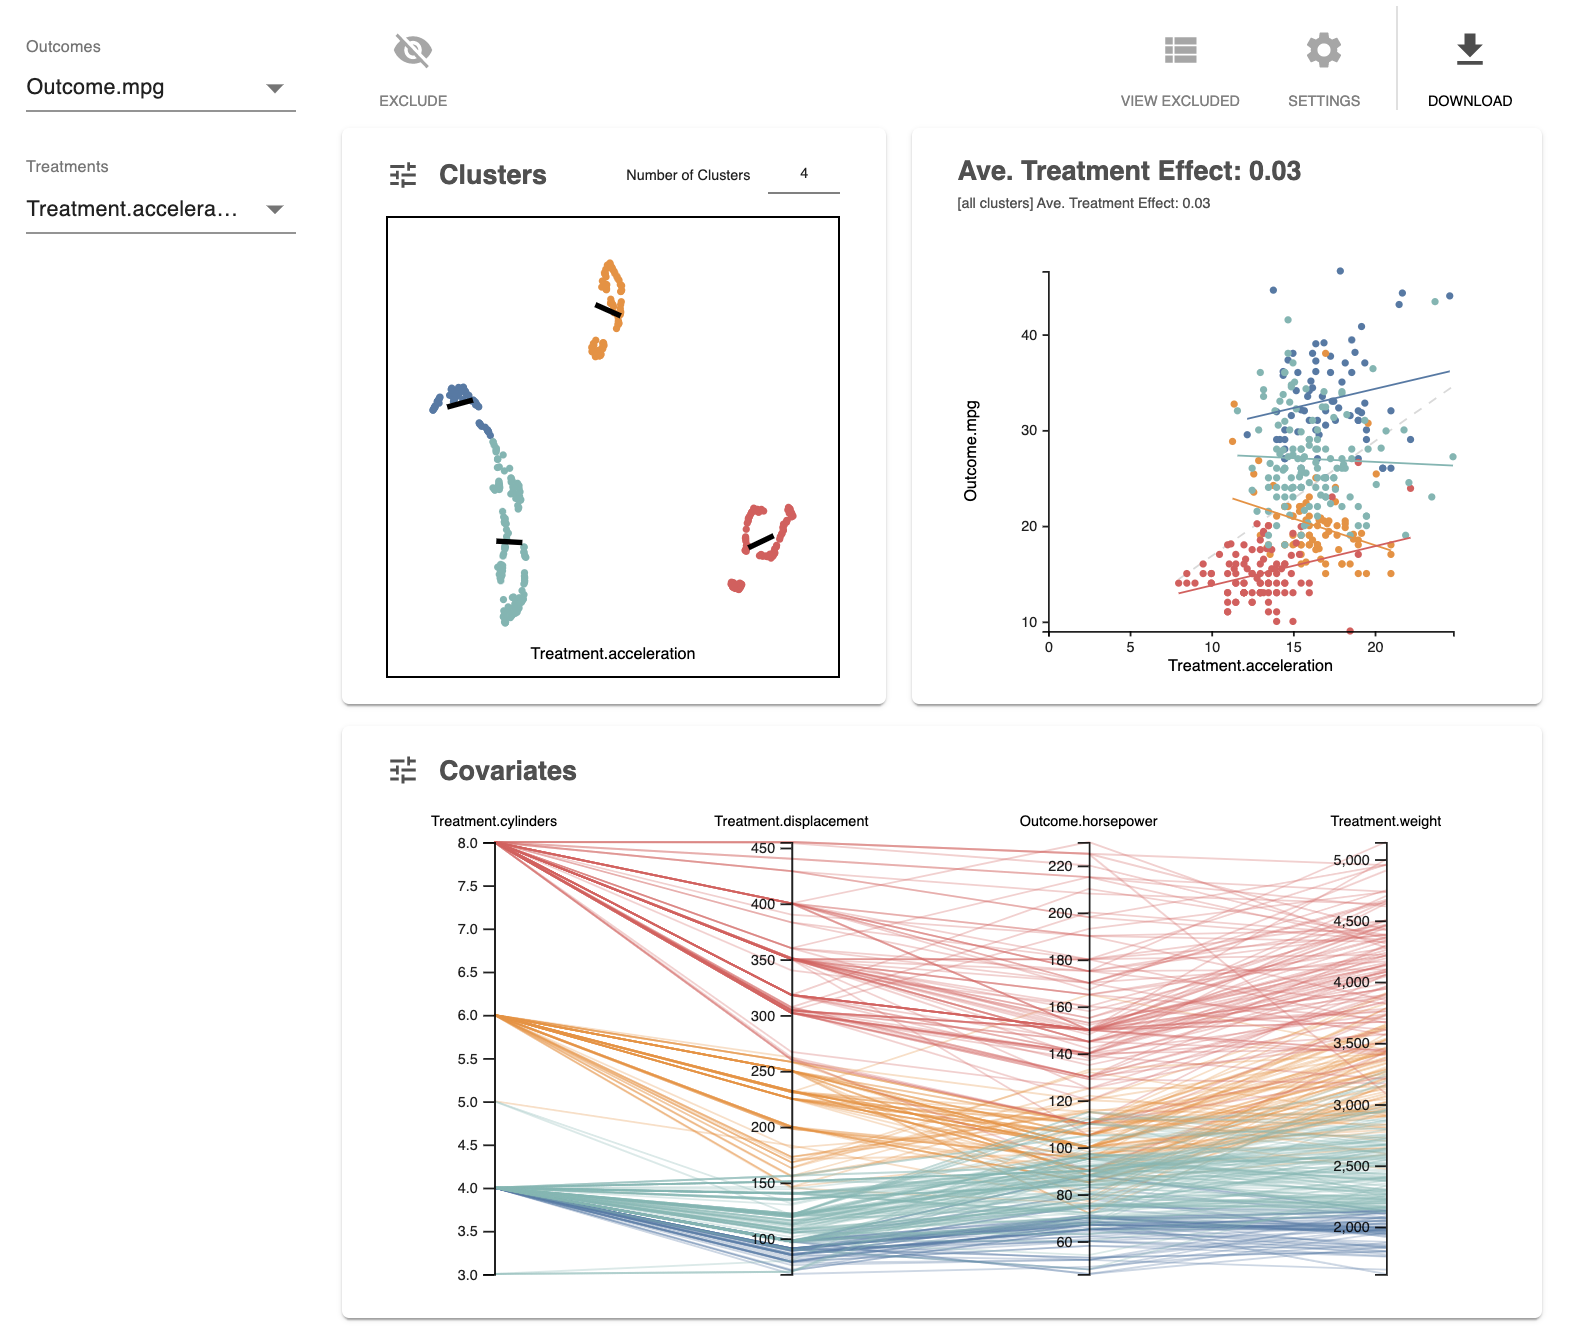 Outcomes
Outcome.mpg
Treatments
Treatment.accelera...
EXCLUDE
VIEW EXCLUDED
SETTINGS
DOWNLOAD
Clusters
Number of Clusters
4
Treatment.acceleration
Ave. Treatment Effect: 0.03
[all clusters] Ave. Treatment Effect: 0.03
Outcome.mpg
40
30
20
10
0 5 10 15 20
Treatment.acceleration
Covariates
Treatment.cylinders
8.0
7.5
7.0
6.5
6.0
5.5
5.0
4.5
4.0
3.5
3.0
Treatment.displacement
450
400
350
300
250
200
150
100
Outcome.horsepower
220
200
180
160
140
120
100
80
60
Treatment.weight
5,000
4,500
4,000
3,500
3,000
2,500
2,000